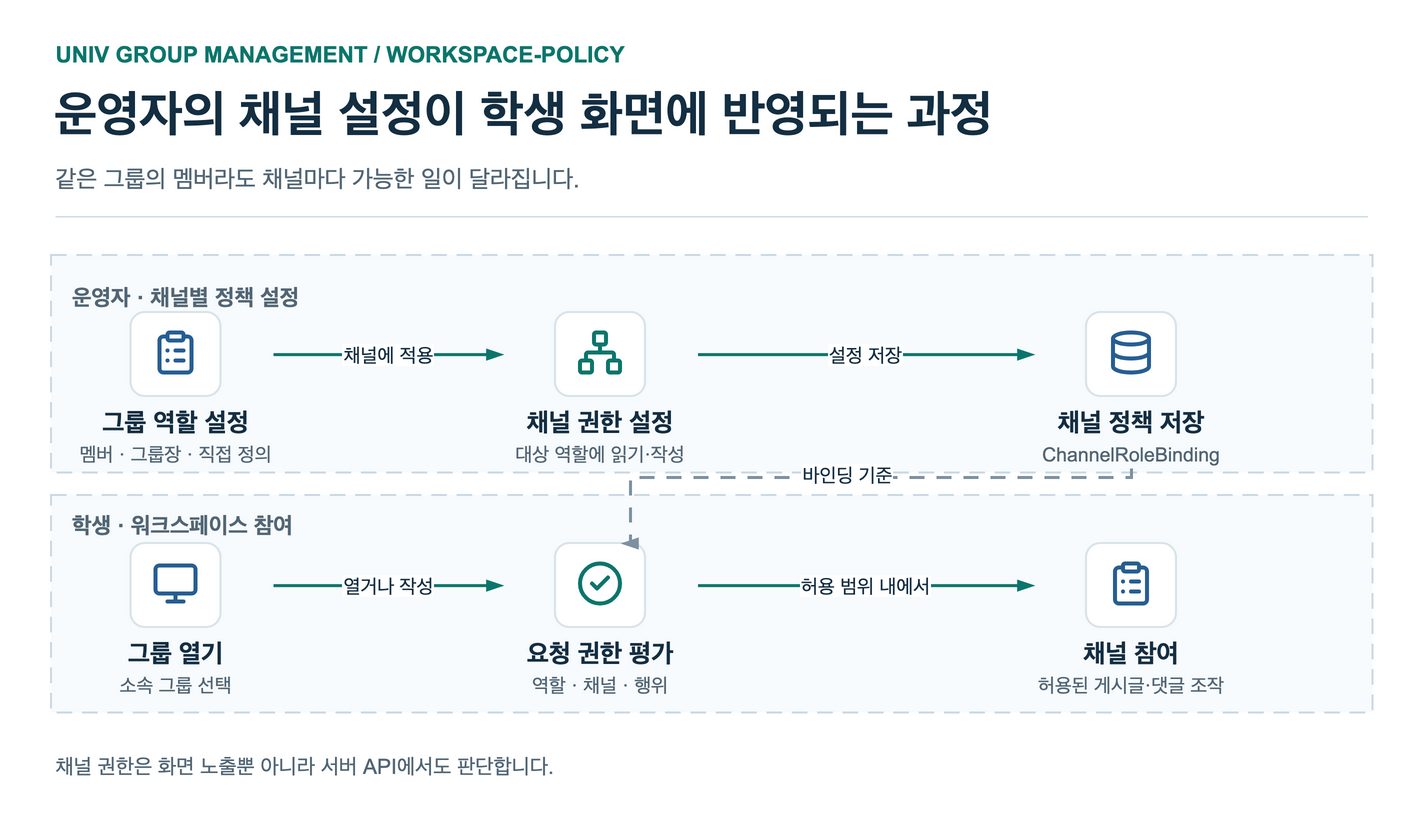 UNIV GROUP MANAGEMENT / WORKSPACE-POLICY
운영자의 채널 설정이 학생 화면에 반영되는 과정
같은 그룹의 멤버라도 채널마다 가능한 일이 달라집니다.
운영자 · 채널별 정책 설정
채널에 적용
설정 저장
그룹 역할 설정
채널 권한 설정
채널 정책 저장
멤버 · 그룹장 · 직접 정의
대상 역할에 읽기·작성
ChannelRoleBinding
바인딩 기준
학생 · 워크스페이스 참여
열거나 작성
허용 범위 내에서
그룹 열기
요청 권한 평가
채널 참여
소속 그룹 선택
역할 · 채널 · 행위
허용된 게시글·댓글 조작
채널 권한은 화면 노출뿐 아니라 서버 API에서도 판단합니다.